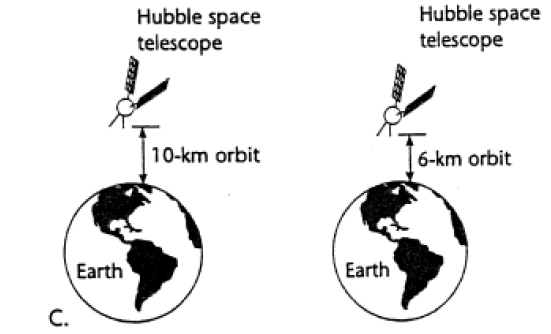 Hubble space
telescope
10-km orbit
Earth
Hubble space
telescope
6-km orbit
Earth
C.